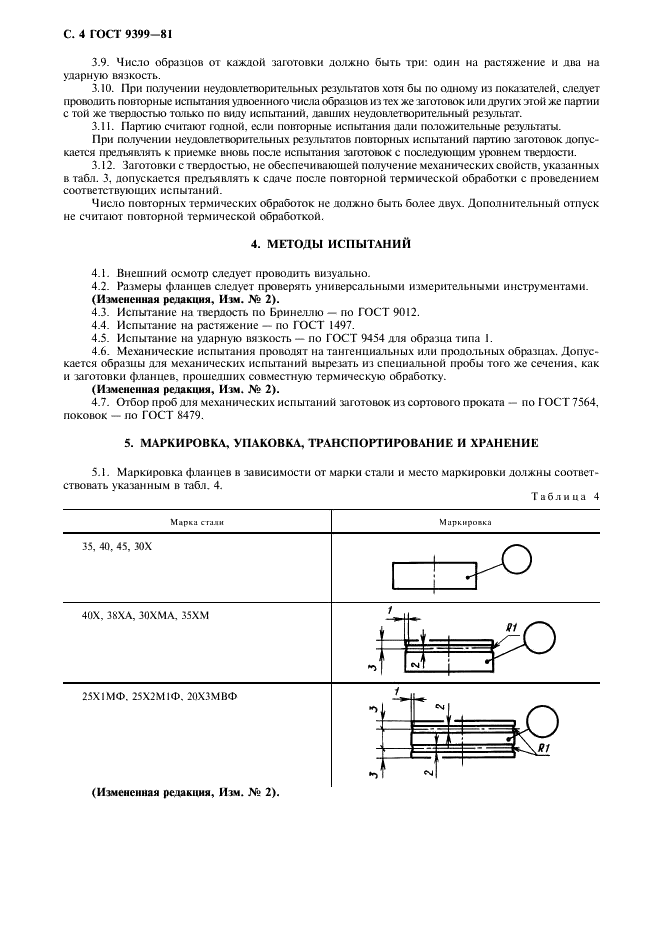 С. 4 ГОСТ 9399—81
3.9. Число образцов от каждой заготовки должно быть три: один на растяжение и два на
ударную вязкость.
3.10. При получении неудовлетворительных результатов хотя бы по одному из показателей, следует
проводить повторные испытания удвоенного числа образцов из тех же заготовок или других этой же партии
с той же твердостью только по виду испытаний, давших неудовлетворительный результат.
3.11. Партию считают годной, если повторные испытания дали положительные результаты.
При получении неудовлетворительных результатов повторных испытаний партию заготовок допус-
кается предъявлять к приемке вновь после испытания заготовок с последующим уровнем твердости.
3.12. Заготовки с твердостью, не обеспечивающей получение механических свойств, указанных
в табл. 3, допускается предъявлять к сдаче после повторной термической обработки с проведением
соответствующих испытаний.
Число повторных термических обработок не должно быть более двух. Дополнительный отпуск
не считают повторной термической обработкой.
4. МЕТОДЫ ИСПЫТАНИЙ
4.1. Внешний осмотр следует проводить визуально.
4.2. Размеры фланцев следует проверять универсальными измерительными инструментами.
(Измененная редакция, Изм. № 2).
4.3. Испытание на твердость по Бринеллю — по ГОСТ 9012.
4.4. Испытание на растяжение — по ГОСТ 1497.
4.5. Испытание на ударную вязкость — по ГОСТ 9454 для образца типа 1.
4.6. Механические испытания проводят на тангенциальных или продольных образцах. Допус-
кается образцы для механических испытаний вырезать из специальной пробы того же сечения, как
и заготовки фланцев, прошедших совместную термическую обработку.
(Измененная редакция, Изм. № 2).
4.7. Отбор проб для механических испытаний заготовок из сортового проката — по ГОСТ 7564,
поковок — по ГОСТ 8479.
5. МАРКИРОВКА, УПАКОВКА, ТРАНСПОРТИРОВАНИЕ И ХРАНЕНИЕ
5.1. Маркировка фланцев в зависимости от марки стали и место маркировки должны соответ-
ствовать указанным в табл. 4.
Таблица 4
Марка стали
Маркировка
35, 40, 45, 30Х
40Х, 38ХА, 30ХМА, 35ХМ
1
R1
3
2
25Х1МФ, 25Х2М1Ф, 20Х3МВФ
1
2
3
R1
3
2
(Измененная редакция, Изм. № 2).